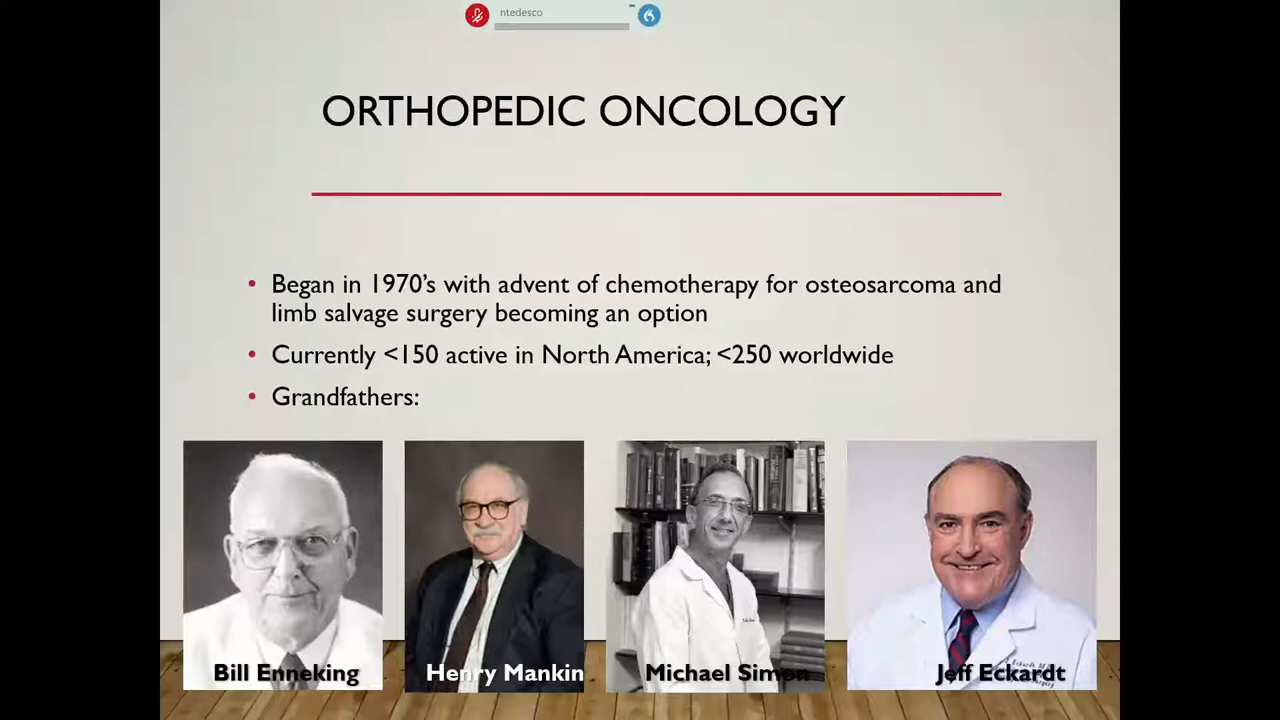 ntedesco
ORTHOPEDIC ONCOLOGY
• Began in 1970's with advent of chemotherapy for osteosarcoma and
limb salvage surgery becoming an option
• Currently <150 active in North America; <250 worldwide
• Grandfathers:
Bill Enneking
Henry Mankin
Michael Simon
Jeff Eckardt